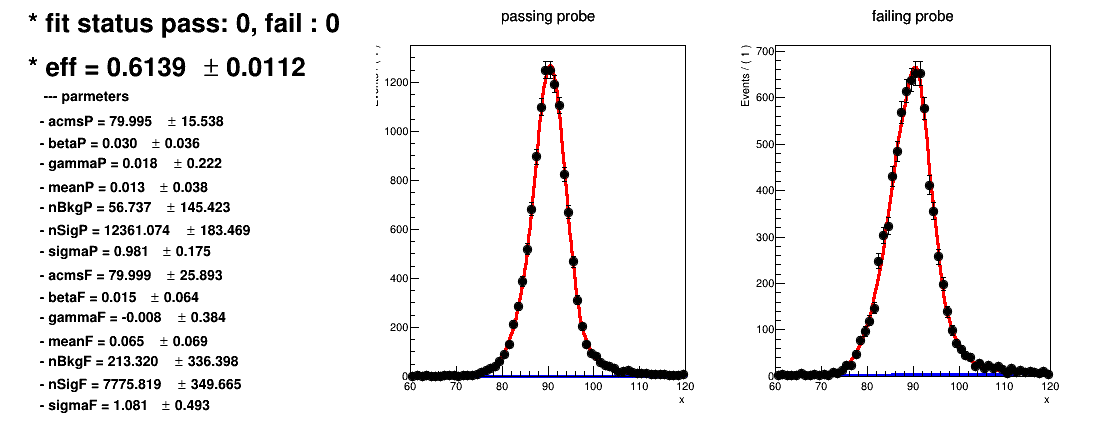 * fit status pass: 0, fail : 0
* eff = 0.6139 ± 0.0112
--- parmeters
- acmsP = 79.995 ± 15.538
- betaP = 0.030 ± 0.036
- gammaP = 0.018 ± 0.222
- meanP = 0.013 ± 0.038
- nBkgP = 56.737 ± 145.423
- nSigP = 12361.074 ± 183.469
- sigmaP = 0.981 ± 0.175
- acmsF = 79.999 ± 25.893
- betaF = 0.015 ± 0.064
- gammaF = -0.008 ± 0.384
- meanF = 0.065 ± 0.069
- nBkgF = 213.320 ± 336.398
- nSigF = 7775.819 ± 349.665
- sigmaF = 1.081 ± 0.493
passing probe
1200
1000
800
600
400
200
0
60 70 80 90 100 110 120
x
failing probe
Events / ( 1 )
700
600
500
400
300
200
100
0
60 70 80 90 100 110 120
x